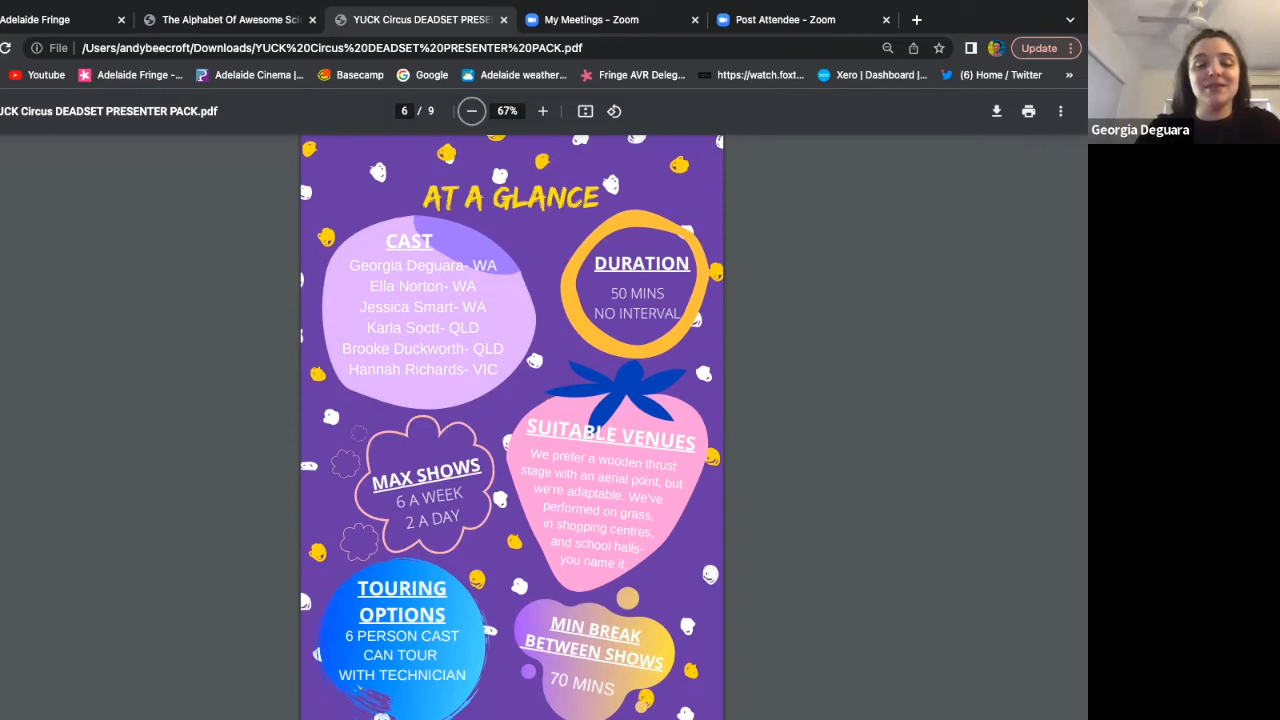 Adelaide Fringe
The Alphabet Of Awesome Sci
YUCK Circus DEADSET PRESE
My Meetings - Zoom
Post Attendee - Zoom
File
/Users/andybeecroft/Downloads/YUCK%20Circus%20DEADSET%20PRESENTER%20PACK.pdf
Update
Youtube
Adelaide Fringe -...
Adelaide Cinema |...
Basecamp
Google
Adelaide weather...
Fringe AVR Deleg...
https://watch.foxt...
Xero | Dashboard |...
(6) Home / Twitter
»
UCK Circus DEADSET PRESENTER PACK.pdf
6 / 9
67%
Georgia Deguara
AT A GLANCE
CAST
Georgia Deguara- WA
Ella Norton- WA
Jessica Smart- WA
Karla Soctt- QLD
Brooke Duckworth- QLD
Hannah Richards- VIC
DURATION
50 MINS
NO INTERVAL
MAX SHOWS
6 A WEEK
2 A DAY
SUITABLE VENUES
We prefer a wooden thrust
stage with an aerial point, but
we're adaptable. We've
performed on grass,
in shopping centres,
and school halls-
you name it.
TOURING
OPTIONS
6 PERSON CAST
CAN TOUR
WITH TECHNICIAN
MIN BREAK
BETWEEN SHOWS
70 MINS